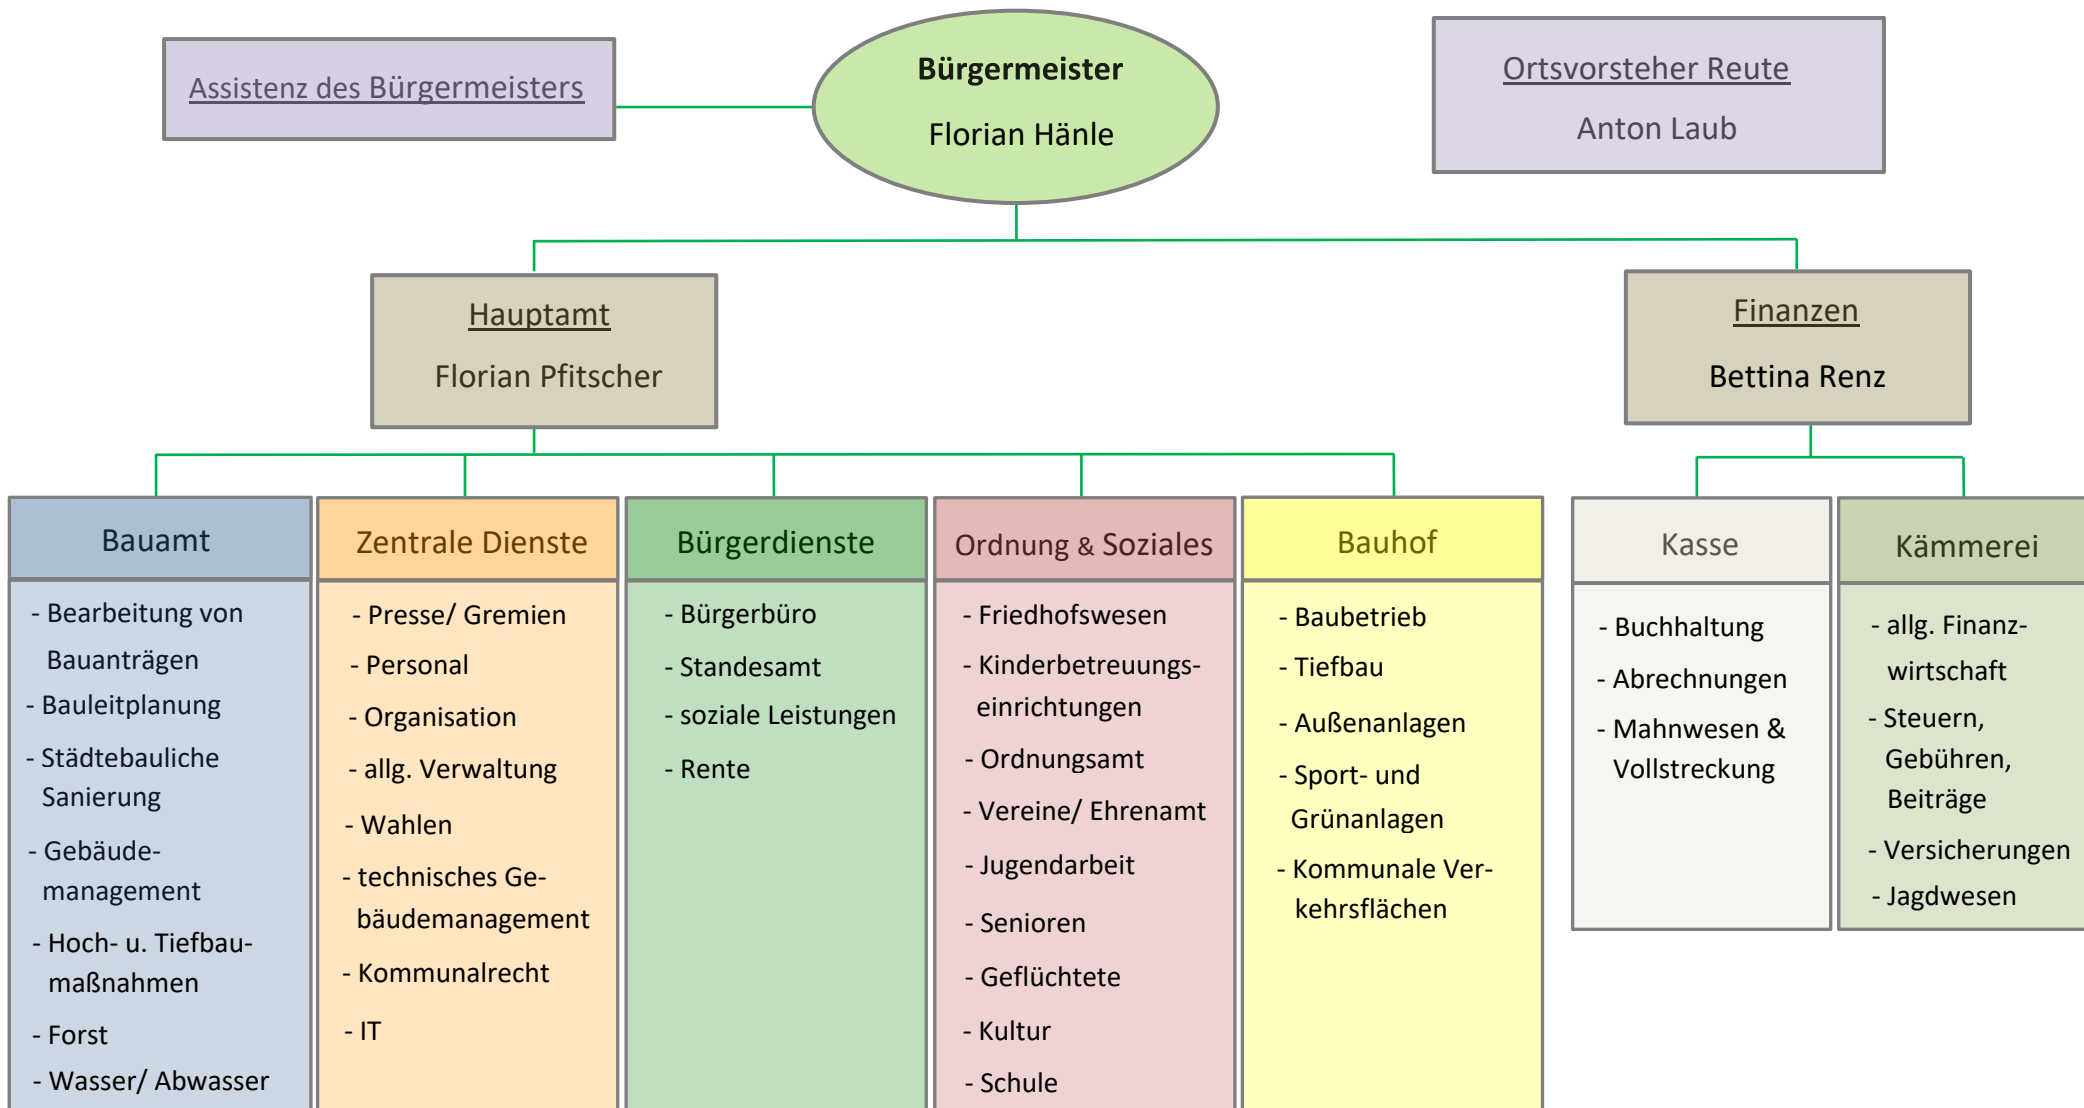 Assistenz des Bürgermeisters
Bürgermeister
Florian Hänle
Ortsvorsteher Reute
Anton Laub
Hauptamt
Florian Pfitscher
Finanzen
Bettina Renz
Bauamt
- Bearbeitung von
Bauanträgen
- Bauleitplanung
- Städtebauliche
Sanierung
- Gebäude-
management
- Hoch- u. Tiefbau-
maßnahmen
- Forst
- Wasser/ Abwasser
Zentrale Dienste
- Presse/ Gremien
- Personal
- Organisation
- allg. Verwaltung
- Wahlen
- technisches Ge-
bäudemanagement
- Kommunalrecht
- IT
Bürgerdienste
- Bürgerbüro
- Standesamt
- soziale Leistungen
- Rente
Ordnung & Soziales
- Friedhofswesen
- Kinderbetreuungs-
einrichtungen
- Ordnungsamt
- Vereine/ Ehrenamt
- Jugendarbeit
- Senioren
- Geflüchtete
- Kultur
- Schule
Bauhof
- Baubetrieb
- Tiefbau
- Außenanlagen
- Sport- und
Grünanlagen
- Kommunale Ver-
kehrsflächen
Kasse
- Buchhaltung
- Abrechnungen
- Mahnwesen &
Vollstreckung
Kämmerei
- allg. Finanz-
wirtschaft
- Steuern,
Gebühren,
Beiträge
- Versicherungen
- Jagdwesen